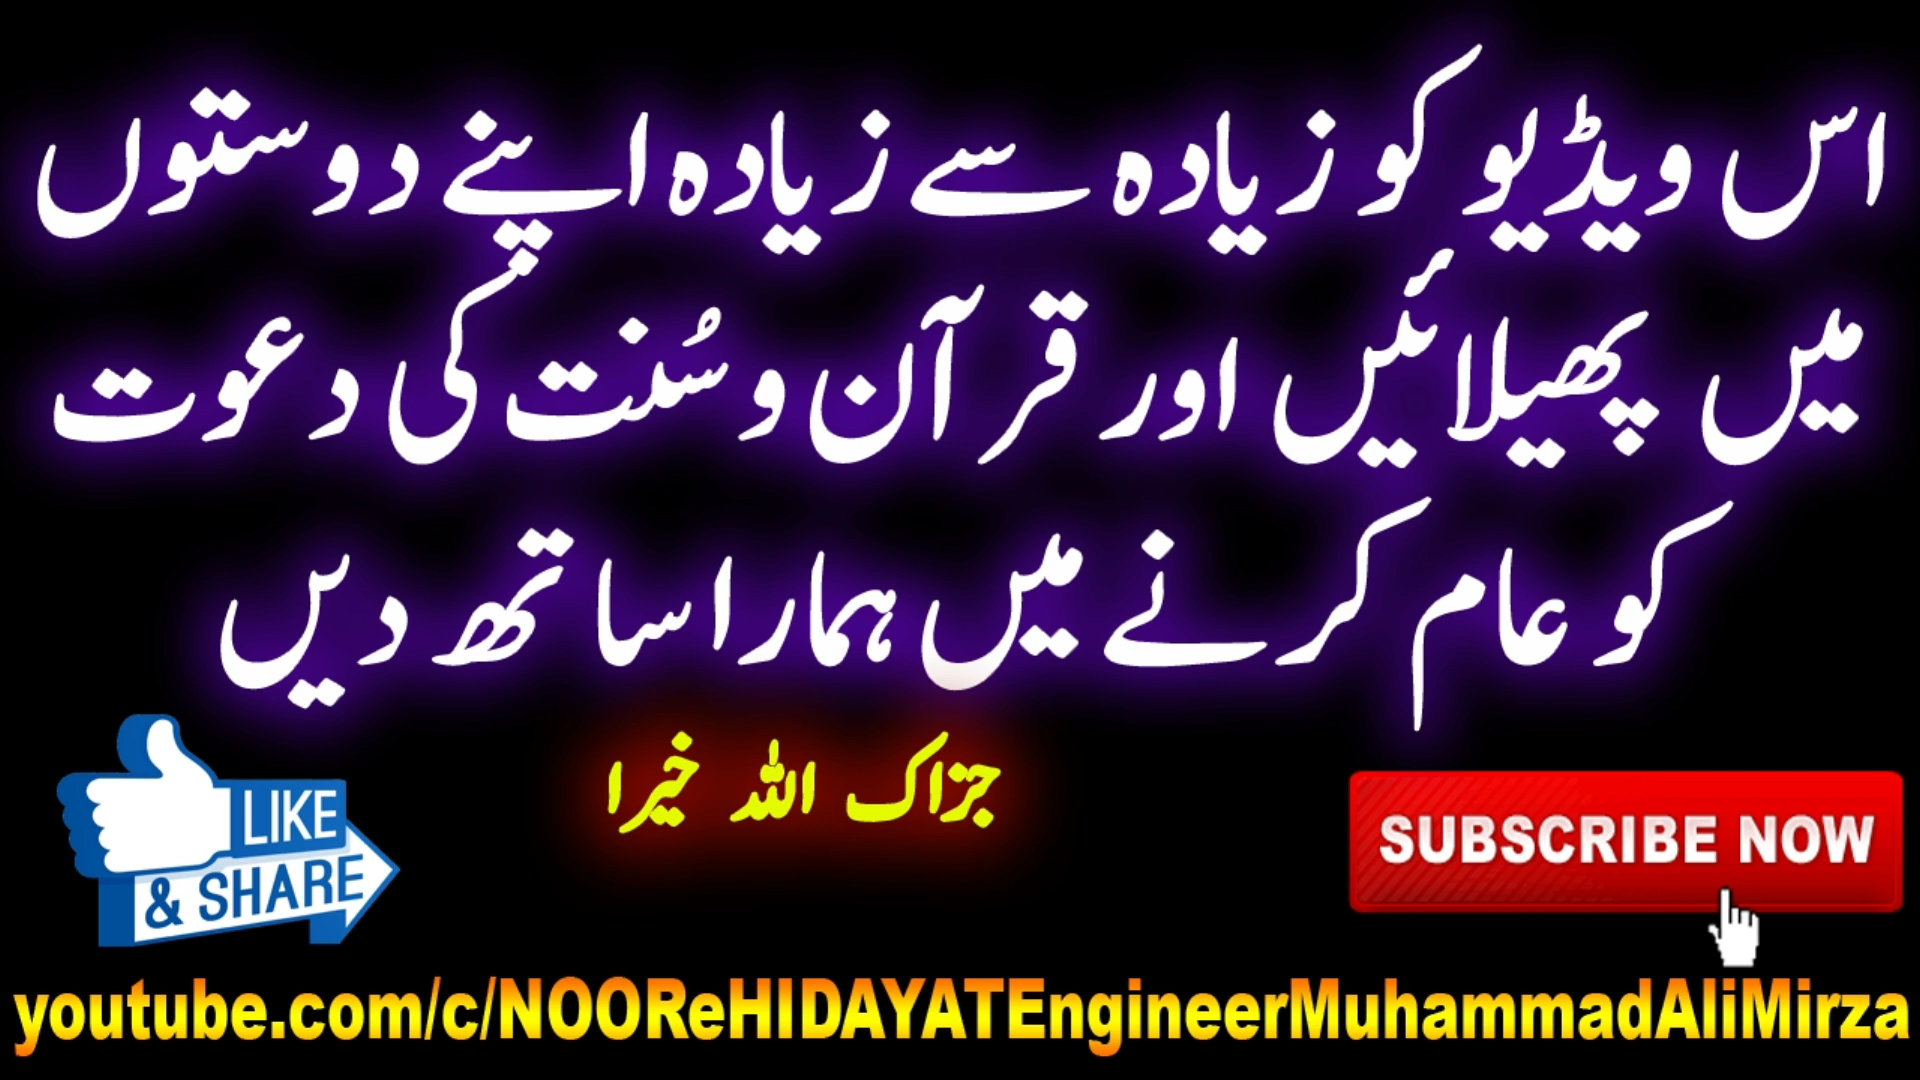 اس ویڈیو کو زیادہ سے زیادہ اپنے دوستوں
میں پھیلائیں اور قرآن و سُنت کی دعوت
کو عام کرنے میں ہمارا ساتھ دیں
جزاک اللہ خیرا
LIKE
& SHARE
SUBSCRIBE NOW
youtube.com/c/NOOReHIDAYATEngineerMuhammadAliMirza